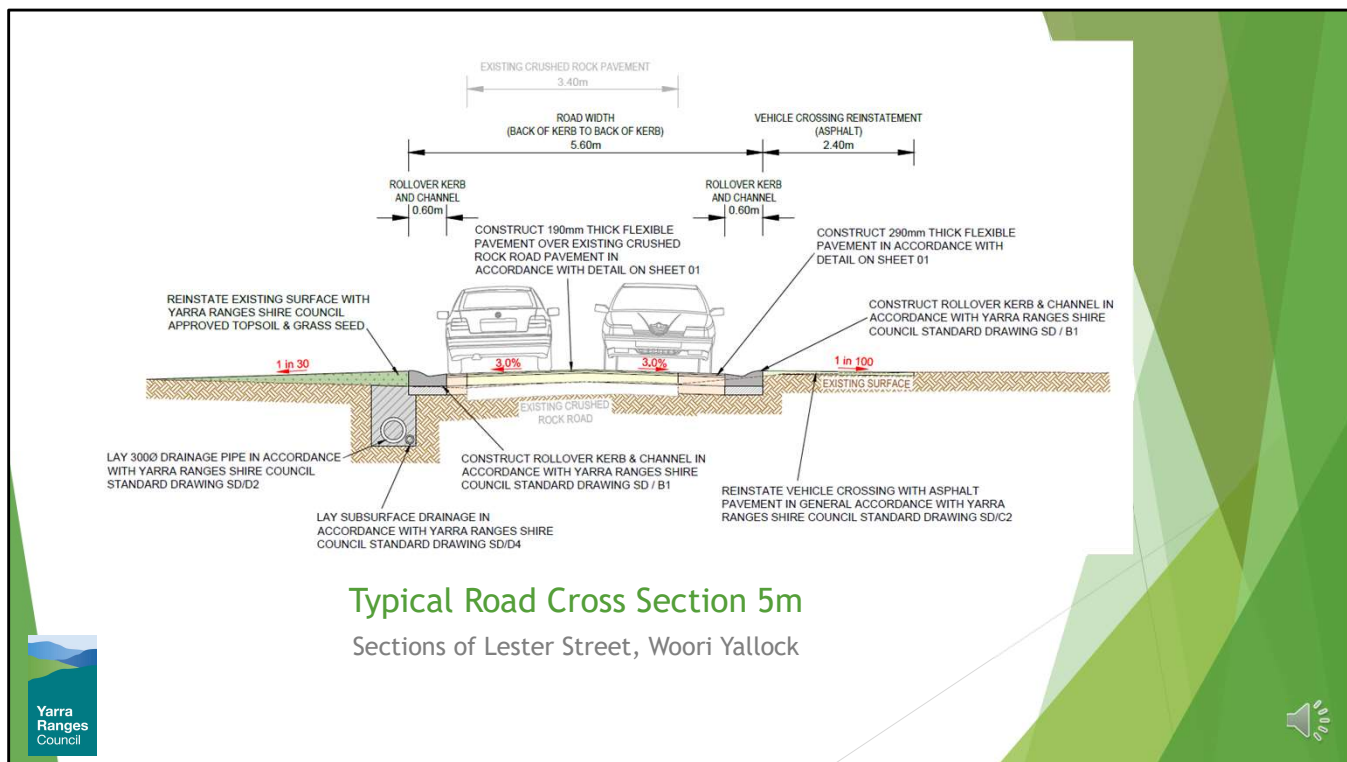 EXISTING CRUSHED ROCK PAVEMENT
3.40m
ROAD WIDTH
(BACK OF KERB TO BACK OF KERB)
5.60m
VEHICLE CROSSING REINSTATEMENT
(ASPHALT)
2.40m
ROLLOVER KERB
AND CHANNEL
0.60m
ROLLOVER KERB
AND CHANNEL
0.60m
CONSTRUCT 190mm THICK FLEXIBLE
PAVEMENT OVER EXISTING CRUSHED
ROCK ROAD PAVEMENT IN
ACCORDANCE WITH DETAIL ON SHEET 01
CONSTRUCT 290mm THICK FLEXIBLE
PAVEMENT IN ACCORDANCE WITH
DETAIL ON SHEET 01
REINSTATE EXISTING SURFACE WITH
YARRA RANGES SHIRE COUNCIL
APPROVED TOPSOIL & GRASS SEED
CONSTRUCT ROLLOVER KERB & CHANNEL IN
ACCORDANCE WITH YARRA RANGES SHIRE
COUNCIL STANDARD DRAWING SD / B1
1 in 30
3.0%
3.0%
1 in 100
EXISTING SURFACE
EXISTING CRUSHED
ROCK ROAD
LAY 300Ø DRAINAGE PIPE IN ACCORDANCE
WITH YARRA RANGES SHIRE COUNCIL
STANDARD DRAWING SD/D2
CONSTRUCT ROLLOVER KERB & CHANNEL IN
ACCORDANCE WITH YARRA RANGES SHIRE
COUNCIL STANDARD DRAWING SD / B1
REINSTATE VEHICLE CROSSING WITH ASPHALT
PAVEMENT IN GENERAL ACCORDANCE WITH YARRA
RANGES SHIRE COUNCIL STANDARD DRAWING SD/C2
LAY SUBSURFACE DRAINAGE IN
ACCORDANCE WITH YARRA RANGES SHIRE
COUNCIL STANDARD DRAWING SD/D4
Typical Road Cross Section 5m
Sections of Lester Street, Woori Yallock
Yarra
Ranges
Council